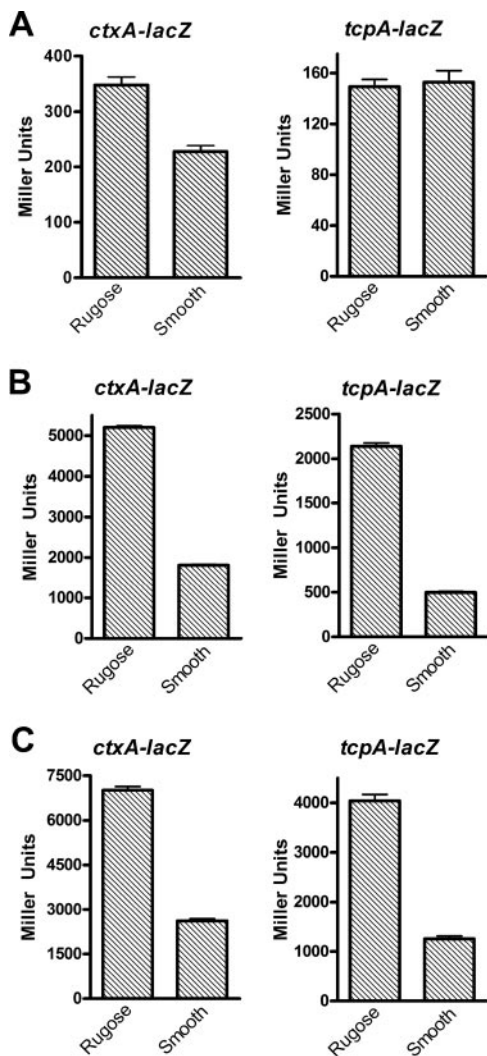 A
ctxA-lacZ
tcpA-lacZ
Miller Units
400
300
200
100
0
Rugose
Smooth
Miller Units
160
120
80
40
0
Rugose
Smooth
B
ctxA-lacZ
tcpA-lacZ
Miller Units
5000
4000
3000
2000
1000
0
Rugose
Smooth
Miller Units
2500
2000
1500
1000
500
0
Rugose
Smooth
C
ctxA-lacZ
tcpA-lacZ
Miller Units
7500
6000
4500
3000
1500
0
Rugose
Smooth
Miller Units
4000
3000
2000
1000
0
Rugose
Smooth